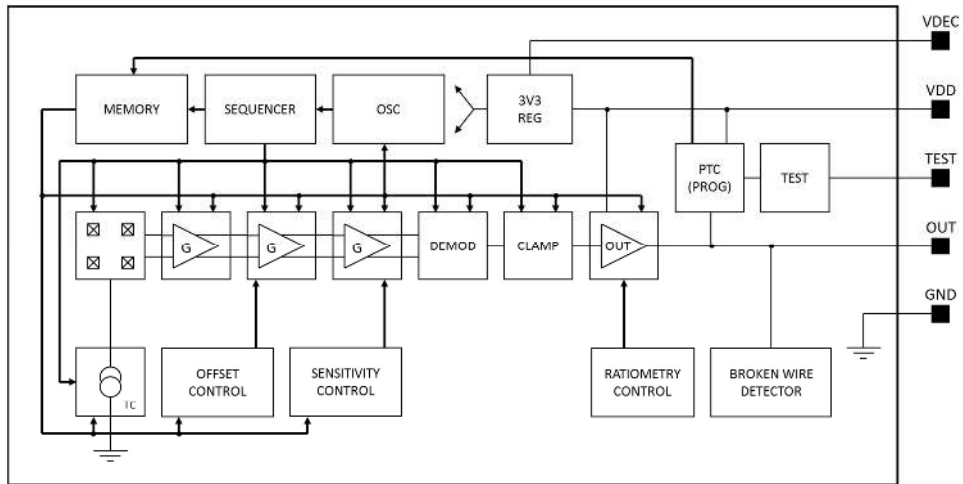 VDEC
MEMORY
SEQUENCER
OSC
3V3
REG
VDD
PTC
(PROG)
TEST
TEST
G
G
G
DEMOD
CLAMP
OUT
OUT
GND
TC
OFFSET
CONTROL
SENSITIVITY
CONTROL
RATIOMETRY
CONTROL
BROKEN WIRE
DETECTOR